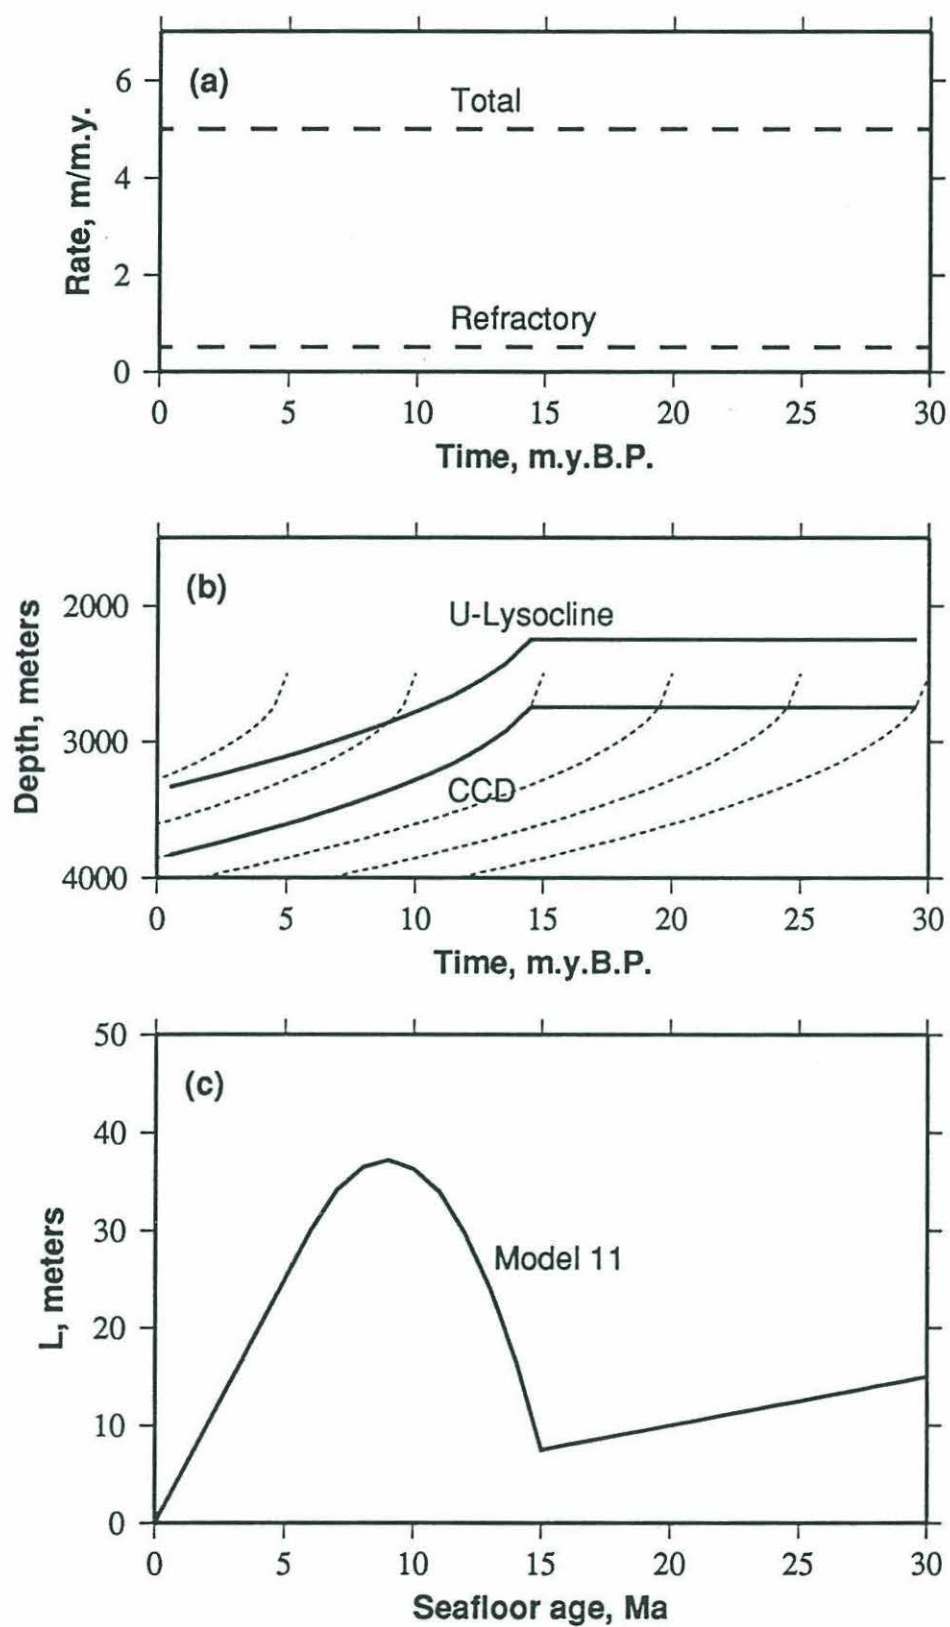 (a)
Total
Refractory
Rate, m/m.y.
6
4
2
0
0 5 10 15 20 25 30
Time, m.y.B.P.
(b)
U-Lysocline
CCD
Depth, meters
2000
3000
4000
0 5 10 15 20 25 30
Time, m.y.B.P.
(c)
Model 11
L, meters
50
40
30
20
10
0
0 5 10 15 20 25 30
Seafloor age, Ma